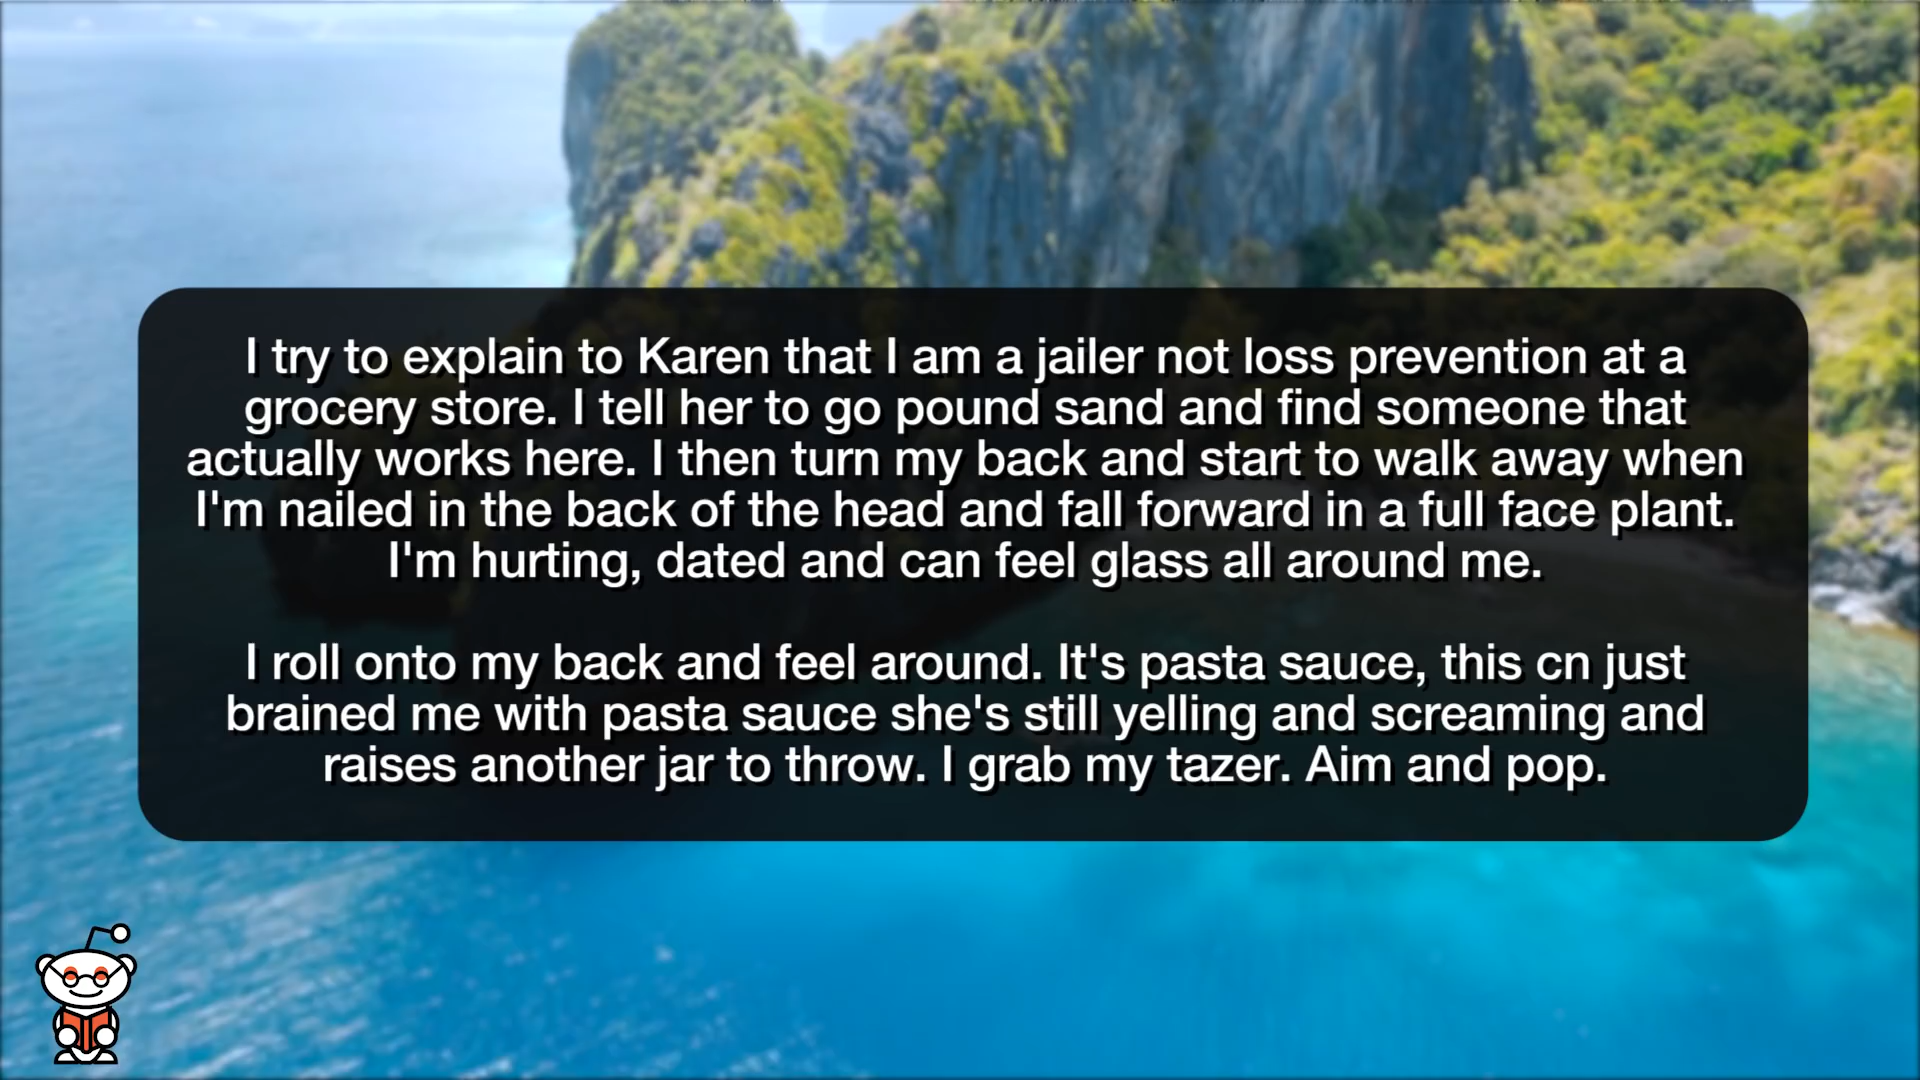 I try to explain to Karen that I am a jailer not loss prevention at a
grocery store. I tell her to go pound sand and find someone that
actually works here. I then turn my back and start to walk away when
I'm nailed in the back of the head and fall forward in a full face plant.
I'm hurting, dated and can feel glass all around me.
I roll onto my back and feel around. It's pasta sauce, this cn just
brained me with pasta sauce she's still yelling and screaming and
raises another jar to throw. I grab my tazer. Aim and pop.